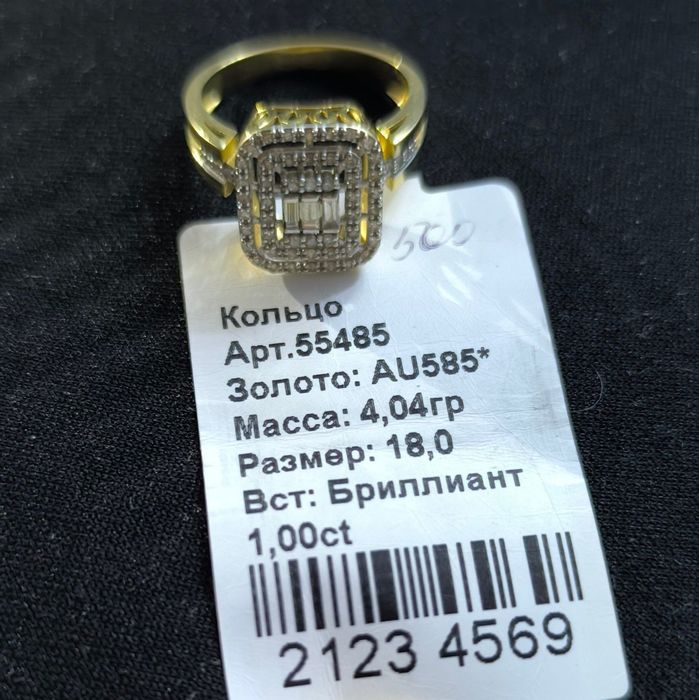 Кольцо
Арт.55485
Золото: AU585*
Масса: 4,04гр
Размер: 18,0
Вст: Бриллиант
1,00ct
2123 4569